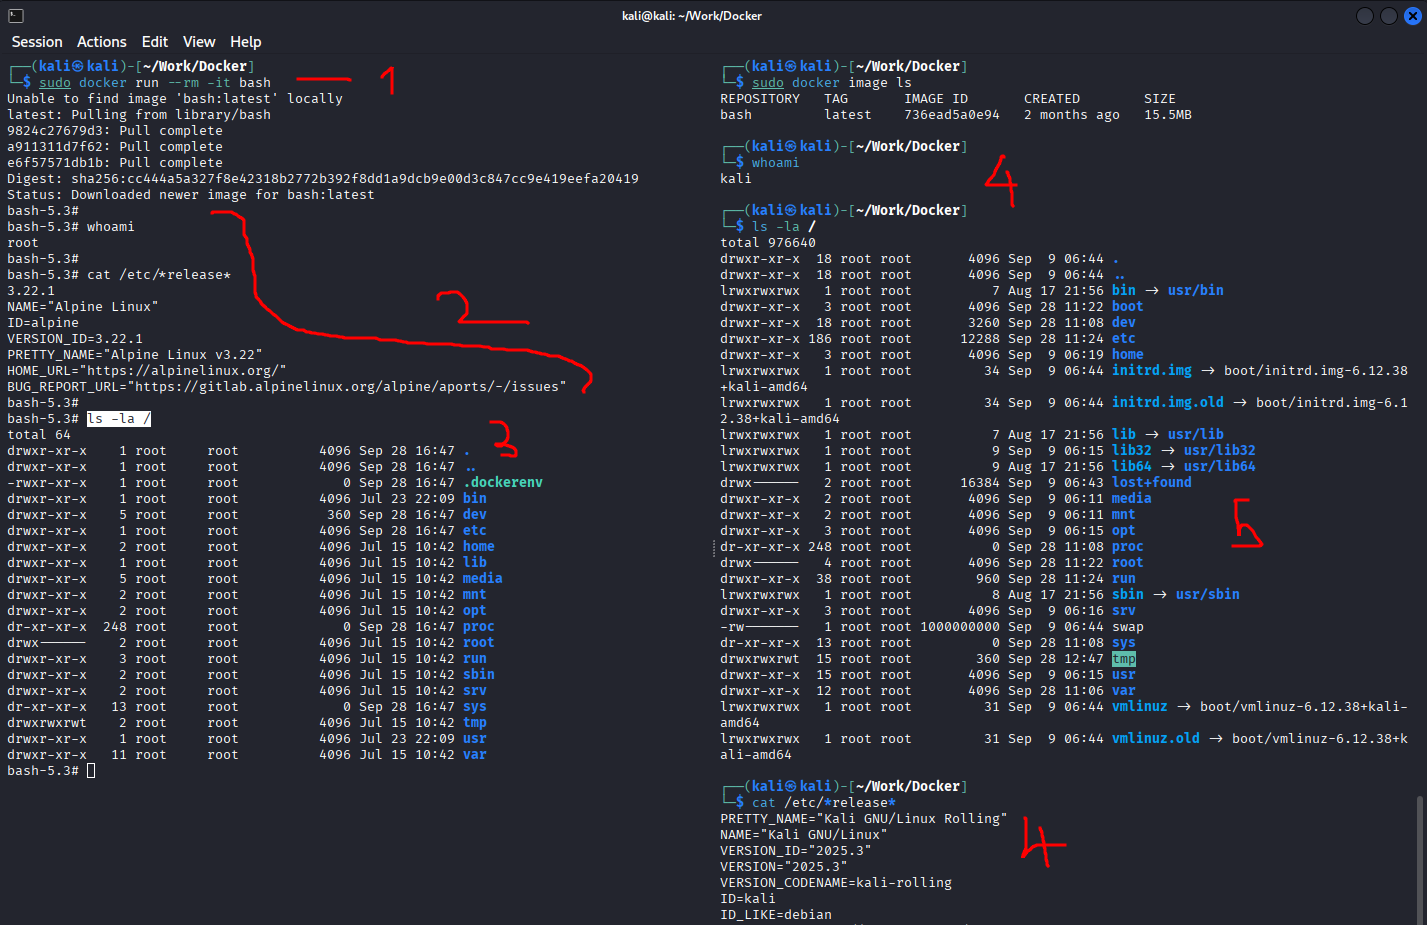 kali@kali: ~/Work/Docker
Session Actions Edit View Help
┌──(kali㉿kali)-[~/Work/Docker]
└─$ sudo docker run --rm -it bash
1
Unable to find image 'bash:latest' locally
latest: Pulling from library/bash
9824c27679d3: Pull complete
a911311d7f62: Pull complete
e6f57571db1b: Pull complete
Digest: sha256:cc444a5a327f8e42318b2772b392f8dd1a9dcb9e00d3c847cc9e419eefa20419
Status: Downloaded newer image for bash:latest
bash-5.3#
bash-5.3# whoami
root
bash-5.3#
bash-5.3# cat /etc/*release*
3.22.1
NAME="Alpine Linux"
ID=alpine
VERSION_ID=3.22.1
PRETTY_NAME="Alpine Linux v3.22"
HOME_URL="https://alpinelinux.org/"
BUG_REPORT_URL="https://gitlab.alpinelinux.org/alpine/aports/-/issues"
2
bash-5.3#
bash-5.3# ls -la /
total 64
3
drwxr-xr-x 1 root root 4096 Sep 28 16:47 .
drwxr-xr-x 1 root root 4096 Sep 28 16:47 ..
-rwxr-xr-x 1 root root 0 Sep 28 16:47 .dockerenv
drwxr-xr-x 1 root root 4096 Jul 23 22:09 bin
drwxr-xr-x 5 root root 360 Sep 28 16:47 dev
drwxr-xr-x 1 root root 4096 Sep 28 16:47 etc
drwxr-xr-x 2 root root 4096 Jul 15 10:42 home
drwxr-xr-x 1 root root 4096 Jul 15 10:42 lib
drwxr-xr-x 5 root root 4096 Jul 15 10:42 media
drwxr-xr-x 2 root root 4096 Jul 15 10:42 mnt
drwxr-xr-x 2 root root 4096 Jul 15 10:42 opt
dr-xr-xr-x 248 root root 0 Sep 28 16:47 proc
drwx------ 2 root root 4096 Jul 15 10:42 root
drwxr-xr-x 3 root root 4096 Jul 15 10:42 run
drwxr-xr-x 2 root root 4096 Jul 15 10:42 sbin
drwxr-xr-x 2 root root 4096 Jul 15 10:42 srv
dr-xr-xr-x 13 root root 0 Sep 28 16:47 sys
drwxrwxrwt 2 root root 4096 Jul 15 10:42 tmp
drwxr-xr-x 1 root root 4096 Jul 23 22:09 usr
drwxr-xr-x 11 root root 4096 Jul 15 10:42 var
bash-5.3#
┌──(kali㉿kali)-[~/Work/Docker]
└─$ sudo docker image ls
REPOSITORY TAG IMAGE ID CREATED SIZE
bash latest 736ead5a0e94 2 months ago 15.5MB
┌──(kali㉿kali)-[~/Work/Docker]
└─$ whoami
kali
4
┌──(kali㉿kali)-[~/Work/Docker]
└─$ ls -la /
total 976640
drwxr-xr-x 18 root root 4096 Sep 9 06:44 .
drwxr-xr-x 18 root root 4096 Sep 9 06:44 ..
lrwxrwxrwx 1 root root 7 Aug 17 21:56 bin → usr/bin
drwxr-xr-x 3 root root 4096 Sep 28 11:22 boot
drwxr-xr-x 18 root root 3260 Sep 28 11:08 dev
drwxr-xr-x 186 root root 12288 Sep 28 11:24 etc
drwxr-xr-x 3 root root 4096 Sep 9 06:19 home
lrwxrwxrwx 1 root root 34 Sep 9 06:44 initrd.img → boot/initrd.img-6.12.38
+kali-amd64
lrwxrwxrwx 1 root root 34 Sep 9 06:44 initrd.img.old → boot/initrd.img-6.1
2.38+kali-amd64
lrwxrwxrwx 1 root root 7 Aug 17 21:56 lib → usr/lib
lrwxrwxrwx 1 root root 9 Sep 9 06:15 lib32 → usr/lib32
lrwxrwxrwx 1 root root 9 Aug 17 21:56 lib64 → usr/lib64
drwx------ 2 root root 16384 Sep 9 06:43 lost+found
drwxr-xr-x 2 root root 4096 Sep 9 06:11 media
drwxr-xr-x 2 root root 4096 Sep 9 06:11 mnt
drwxr-xr-x 3 root root 4096 Sep 9 06:15 opt
5
dr-xr-xr-x 248 root root 0 Sep 28 11:08 proc
drwx------ 4 root root 4096 Sep 28 11:22 root
drwxr-xr-x 38 root root 960 Sep 28 11:24 run
lrwxrwxrwx 1 root root 8 Aug 17 21:56 sbin → usr/sbin
drwxr-xr-x 3 root root 4096 Sep 9 06:16 srv
-rw------- 1 root root 1000000000 Sep 9 06:44 swap
dr-xr-xr-x 13 root root 0 Sep 28 11:08 sys
drwxrwxrwt 15 root root 360 Sep 28 12:47 tmp
drwxr-xr-x 15 root root 4096 Sep 9 06:15 usr
drwxr-xr-x 12 root root 4096 Sep 28 11:06 var
lrwxrwxrwx 1 root root 31 Sep 9 06:44 vmlinuz → boot/vmlinuz-6.12.38+kali-
amd64
lrwxrwxrwx 1 root root 31 Sep 9 06:44 vmlinuz.old → boot/vmlinuz-6.12.38+k
ali-amd64
┌──(kali㉿kali)-[~/Work/Docker]
└─$ cat /etc/*release*
PRETTY_NAME="Kali GNU/Linux Rolling"
NAME="Kali GNU/Linux"
VERSION_ID="2025.3"
VERSION="2025.3"
VERSION_CODENAME=kali-rolling
ID=kali
ID_LIKE=debian
4